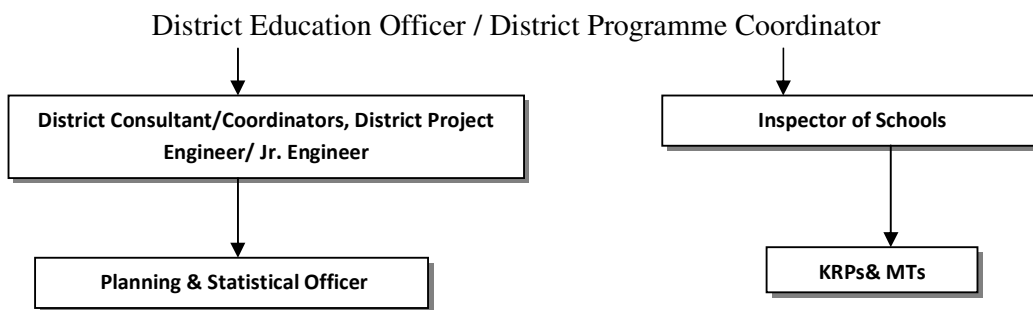 District Education Officer / District Programme Coordinator
District Consultant/Coordinators, District Project
Engineer/ Jr. Engineer
Inspector of Schools
Planning & Statistical Officer
KRPs& MTs